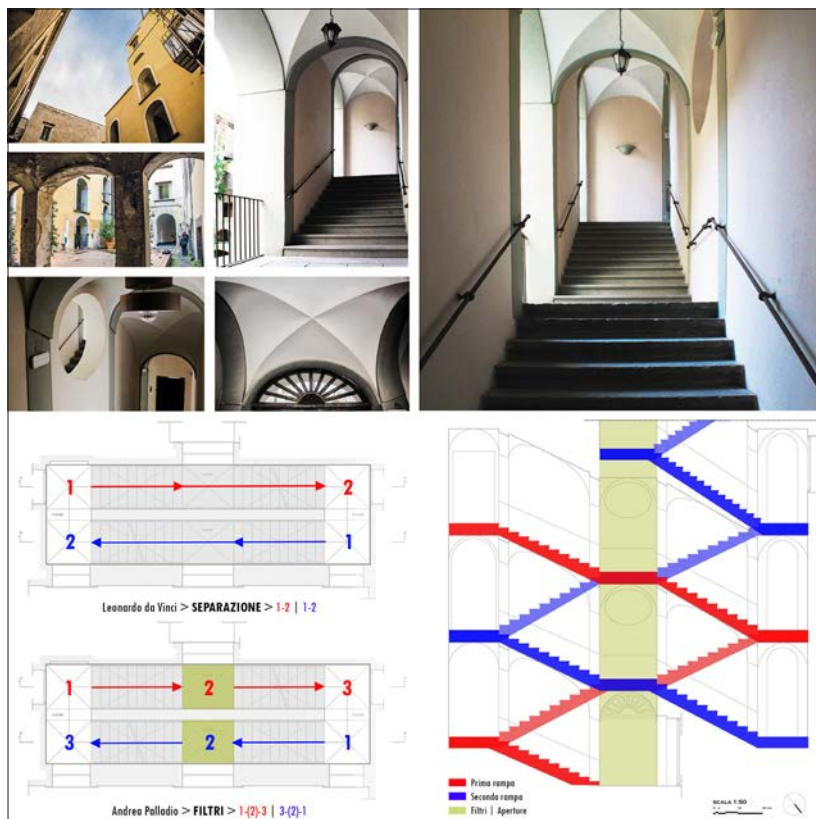 1
2
2
1
Leonardo da Vinci > SEPARAZIONE > 1-2 | 1-2
1
2
3
3
2
1
Andrea Palladio > FILTRI > 1-(2)-3 | 3-(2)-1
Prima rampa
Seconda rampa
Filtri | Aperture
SCALA 1:50